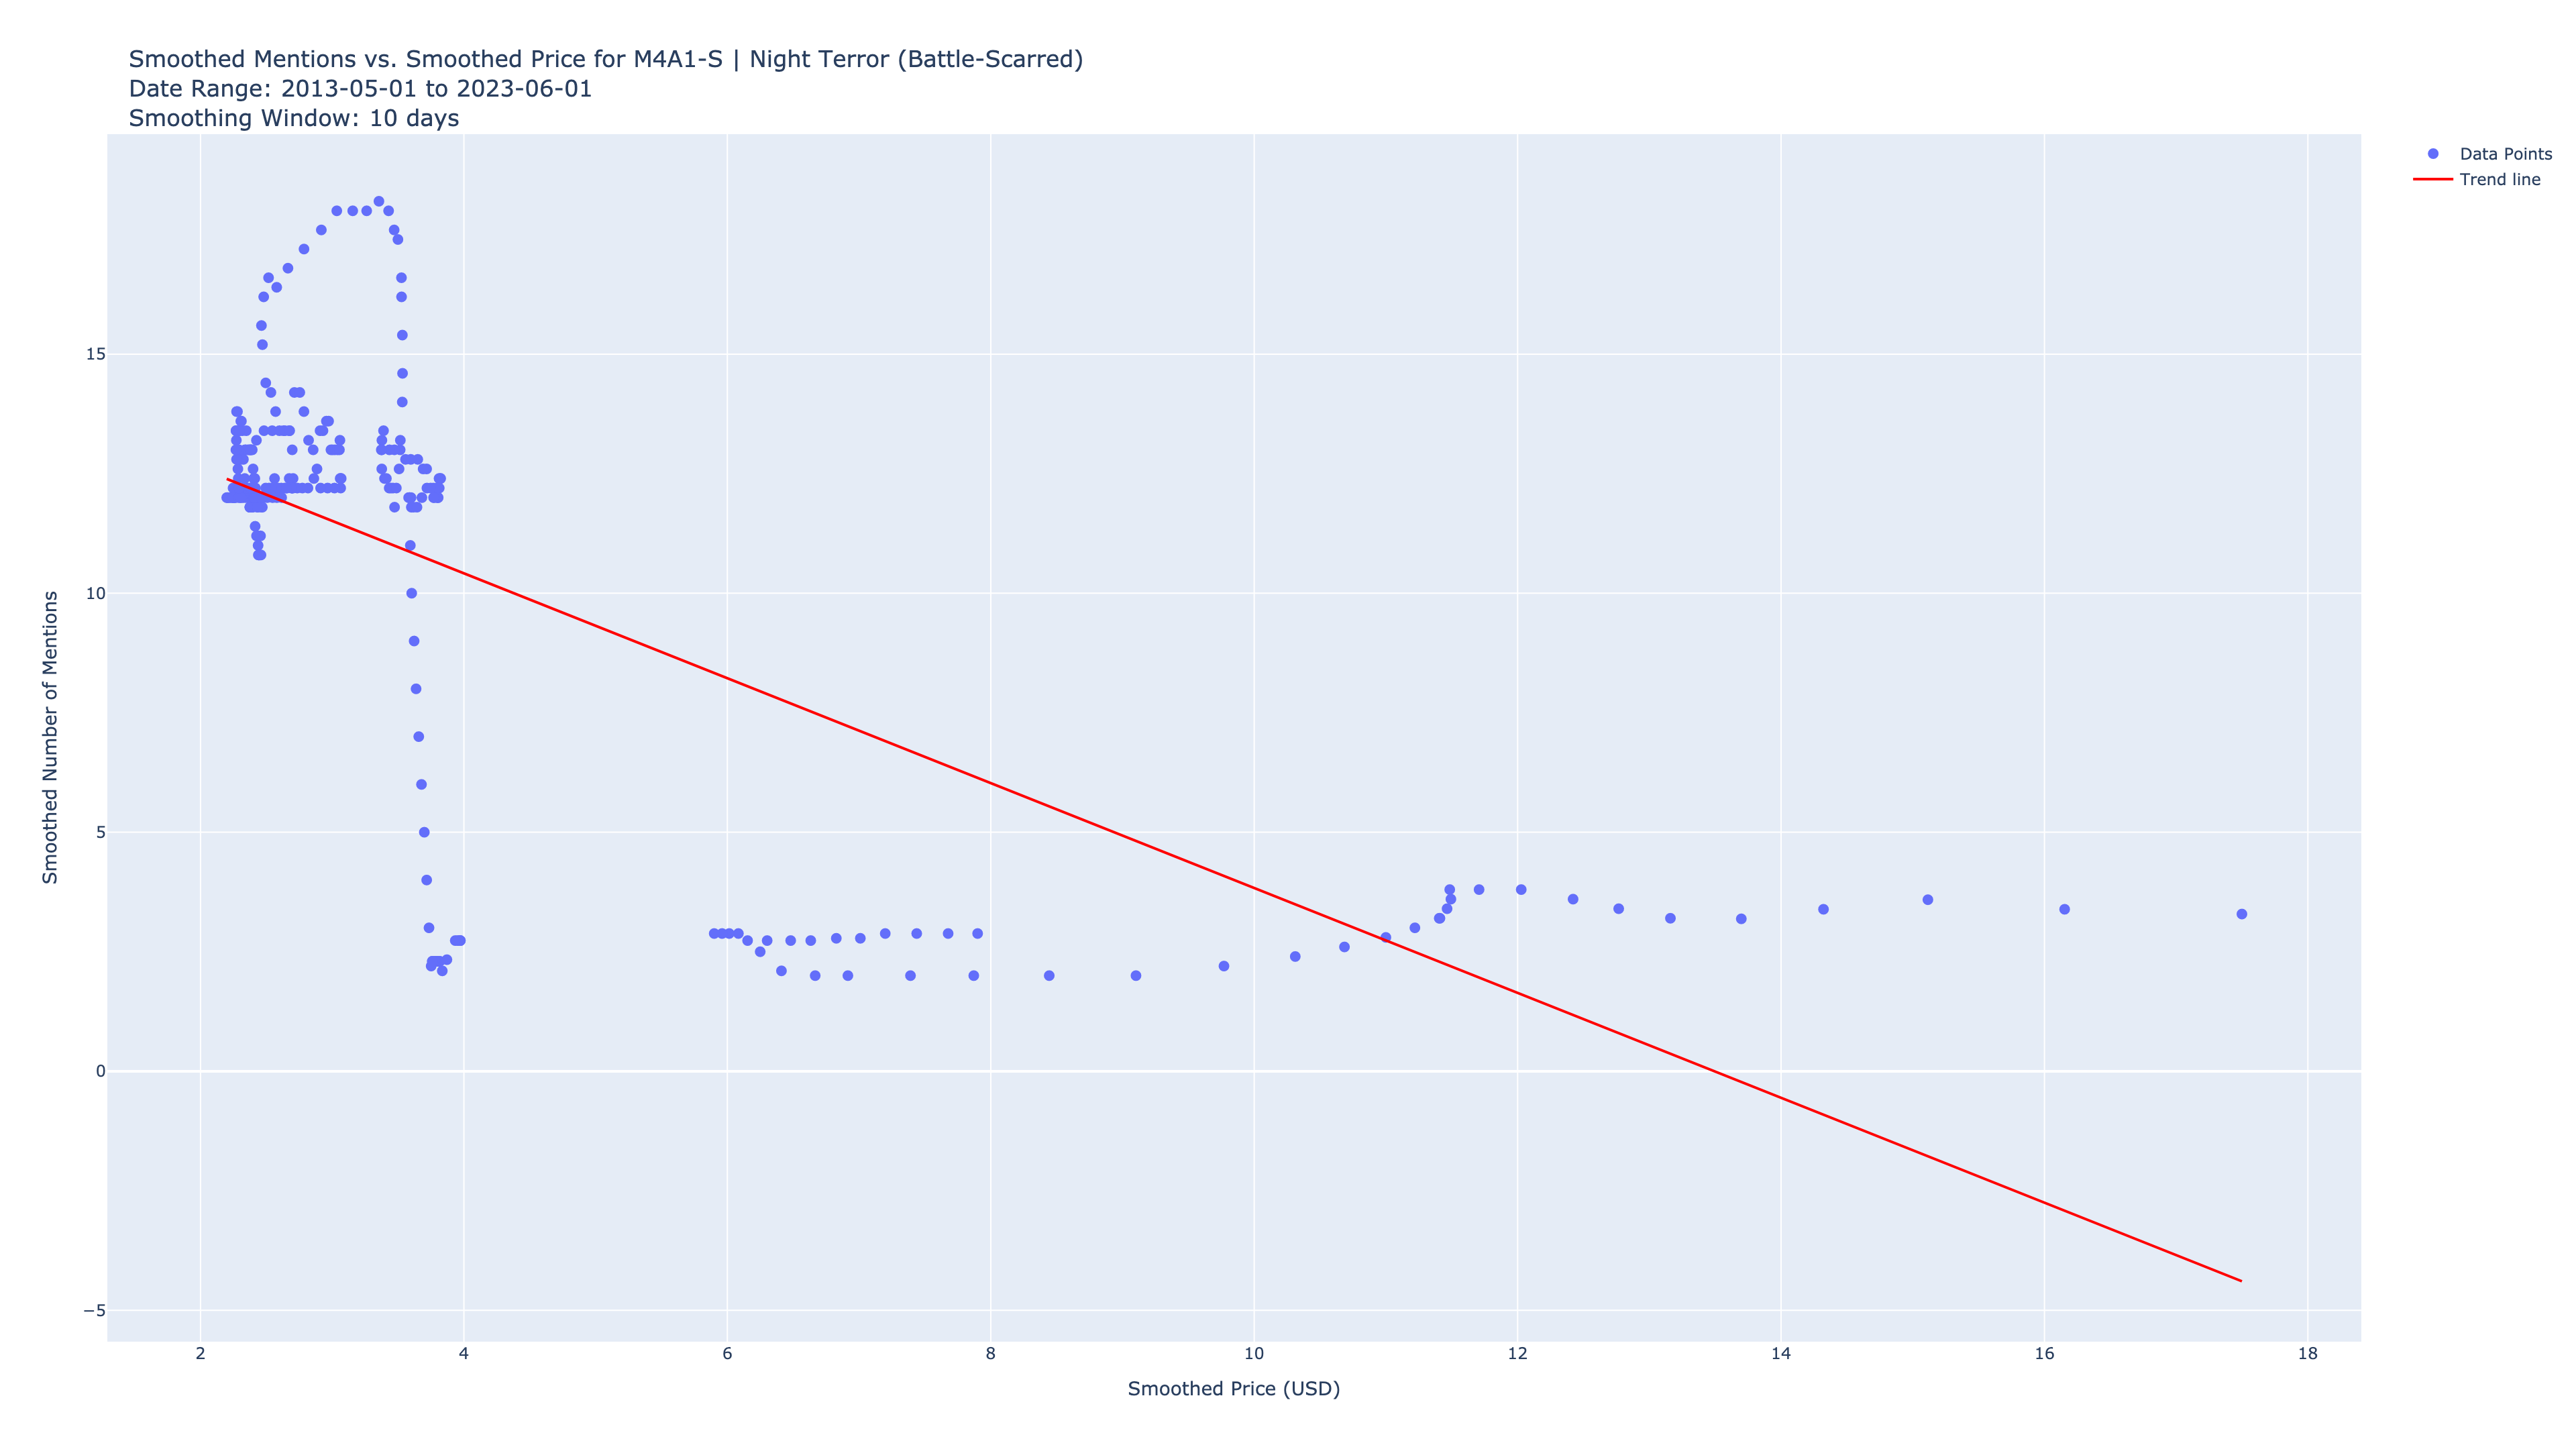 Smoothed Mentions vs. Smoothed Price for M4A1-S | Night Terror (Battle-Scarred)
Date Range: 2013-05-01 to 2023-06-01
Smoothing Window: 10 days
Data Points
Trend line
Smoothed Number of Mentions
15
10
5
0
−5
2 4 6 8 10 12 14 16 18
Smoothed Price (USD)